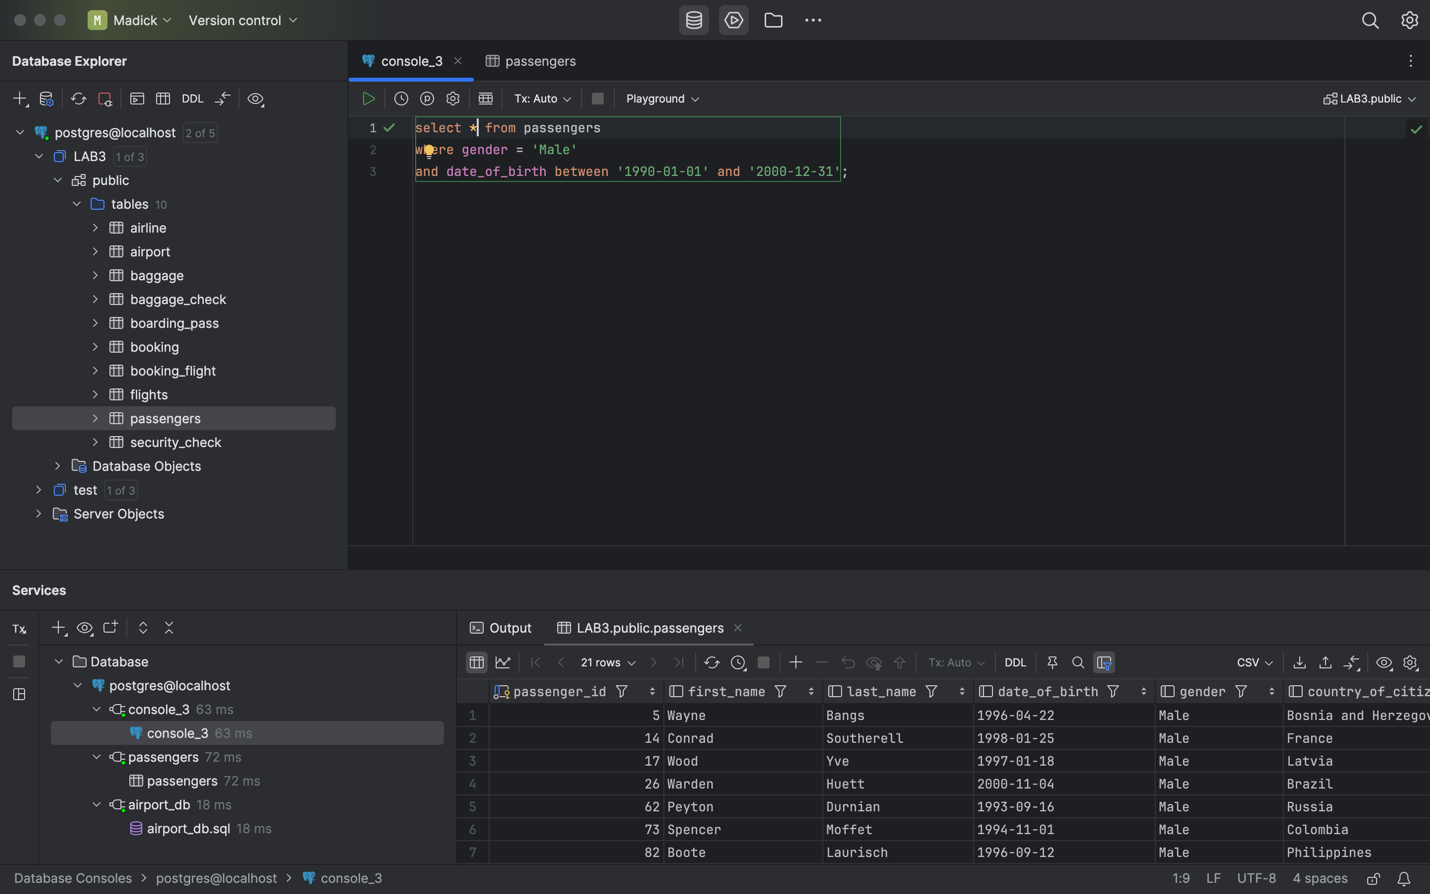 M Madick Version control
Database Explorer
console_3 passengers
DDL
Tx: Auto Playground LAB3.public
postgres@localhost 2 of 5
LAB3 1 of 3
public
tables 10
airline
airport
baggage
baggage_check
boarding_pass
booking
booking_flight
flights
passengers
security_check
Database Objects
test 1 of 3
Server Objects
1 select * from passengers
2 where gender = 'Male'
3 and date_of_birth between '1990-01-01' and '2000-12-31';
Services
Tx
Database
postgres@localhost
console_3 63 ms
console_3 63 ms
passengers 72 ms
passengers 72 ms
airport_db 18 ms
airport_db.sql 18 ms
Output LAB3.public.passengers
21 rows Tx: Auto DDL CSV
passenger_id first_name last_name date_of_birth gender country_of_citiz
1 5 Wayne Bangs 1996-04-22 Male Bosnia and Herzegov
2 14 Conrad Southerell 1998-01-25 Male France
3 17 Wood Yve 1997-01-18 Male Latvia
4 26 Warden Huett 2000-11-04 Male Brazil
5 62 Peyton Durnian 1993-09-16 Male Russia
6 73 Spencer Moffet 1994-11-01 Male Colombia
7 82 Boote Laurisch 1996-09-12 Male Philippines
Database Consoles > postgres@localhost > console_3
1:9 LF UTF-8 4 spaces